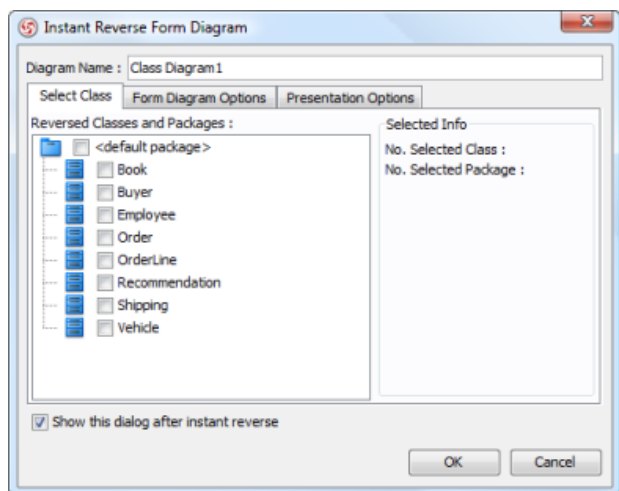 Instant Reverse Form Diagram
Diagram Name : Class Diagram1
Select Class Form Diagram Options Presentation Options
Reversed Classes and Packages :
<default package>
Book
Buyer
Employee
Order
OrderLine
Recommendation
Shipping
Vehicle
Selected Info
No. Selected Class :
No. Selected Package :
Show this dialog after instant reverse
OK Cancel